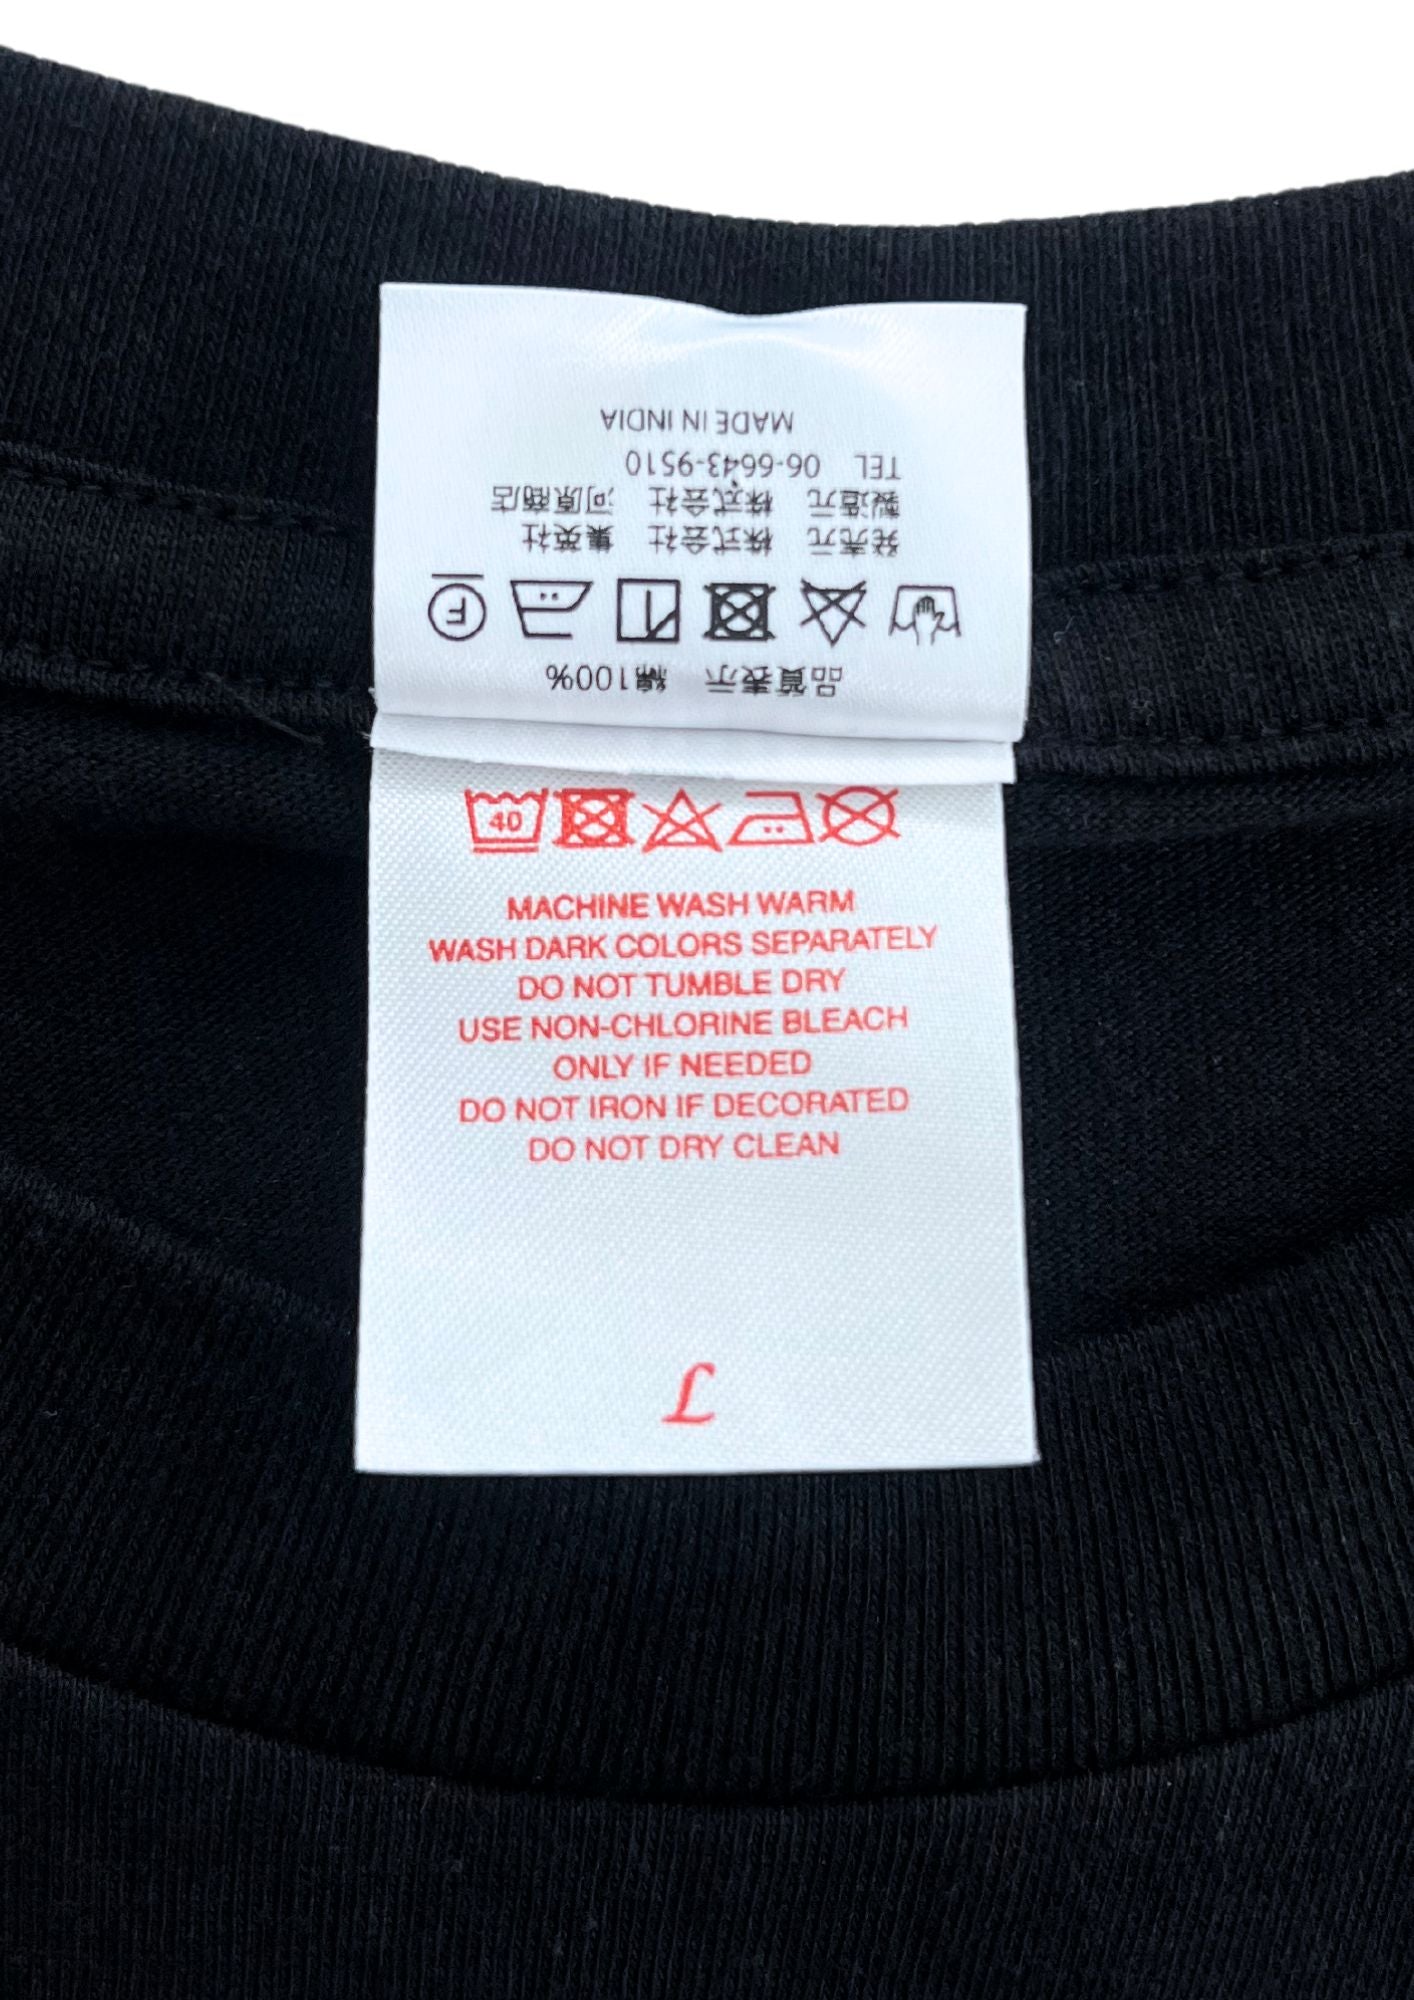 品質表示 綿100%
F
発売元 株式会社 集英社
製造元 株式会社 河原商店
TEL 06-6643-9510
MADE IN INDIA
40
MACHINE WASH WARM
WASH DARK COLORS SEPARATELY
DO NOT TUMBLE DRY
USE NON-CHLORINE BLEACH
ONLY IF NEEDED
DO NOT IRON IF DECORATED
DO NOT DRY CLEAN
L